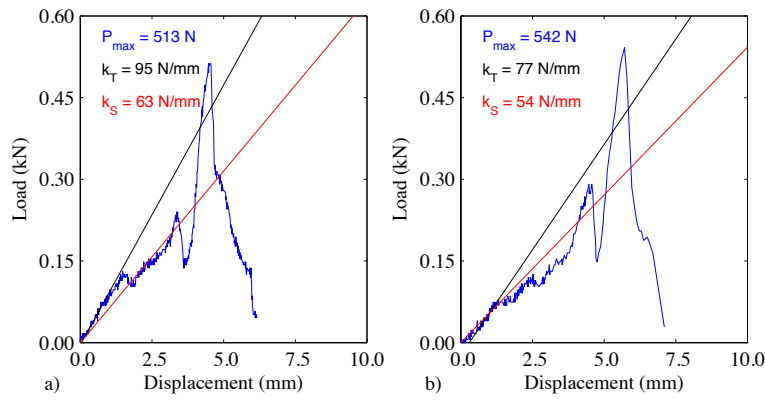 0.60
0.45
0.30
0.15
0.00
Load (kN)
P_max = 513 N
k_T = 95 N/mm
k_S = 63 N/mm
0.0 2.5 5.0 7.5 10.0
a) Displacement (mm)
0.60
0.45
0.30
0.15
0.00
Load (kN)
P_max = 542 N
k_T = 77 N/mm
k_S = 54 N/mm
0.0 2.5 5.0 7.5 10.0
b) Displacement (mm)